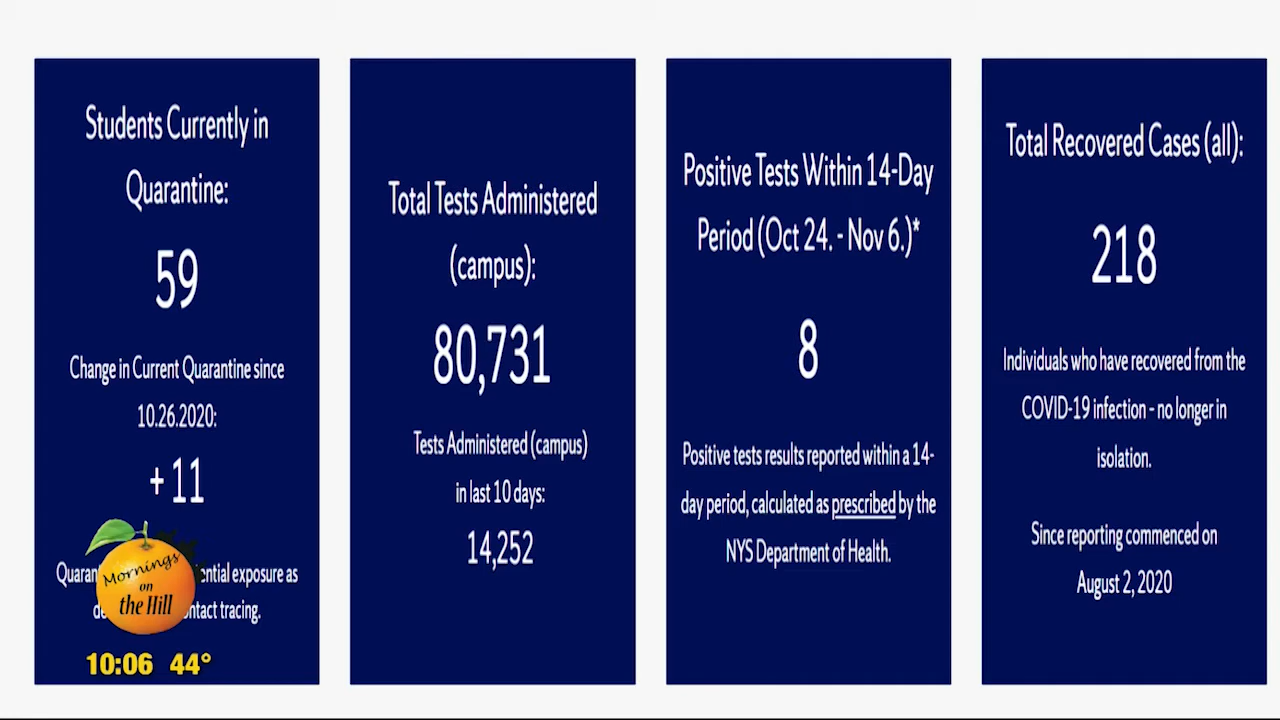 Students Currently in
Quarantine:
59
Change in Current Quarantine since
10.26.2020:
+ 11
ential exposure as
ntact tracing.
Mornings
on
the Hill
10:06 44°
Total Tests Administered
(campus):
80,731
Tests Administered (campus)
in last 10 days:
14,252
Positive Tests Within 14-Day
Period (Oct 24. - Nov 6.)*
8
Positive tests results reported within a 14-
day period, calculated as prescribed by the
NYS Department of Health.
Total Recovered Cases (all):
218
Individuals who have recovered from the
COVID-19 infection - no longer in
isolation.
Since reporting commenced on
August 2, 2020